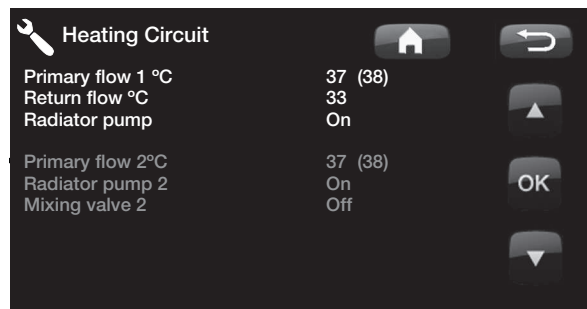 Heating Circuit
Primary flow 1 ºC 37 (38)
Return flow ºC 33
Radiator pump On
Primary flow 2ºC 37 (38)
Radiator pump 2 On
Mixing valve 2 Off
OK